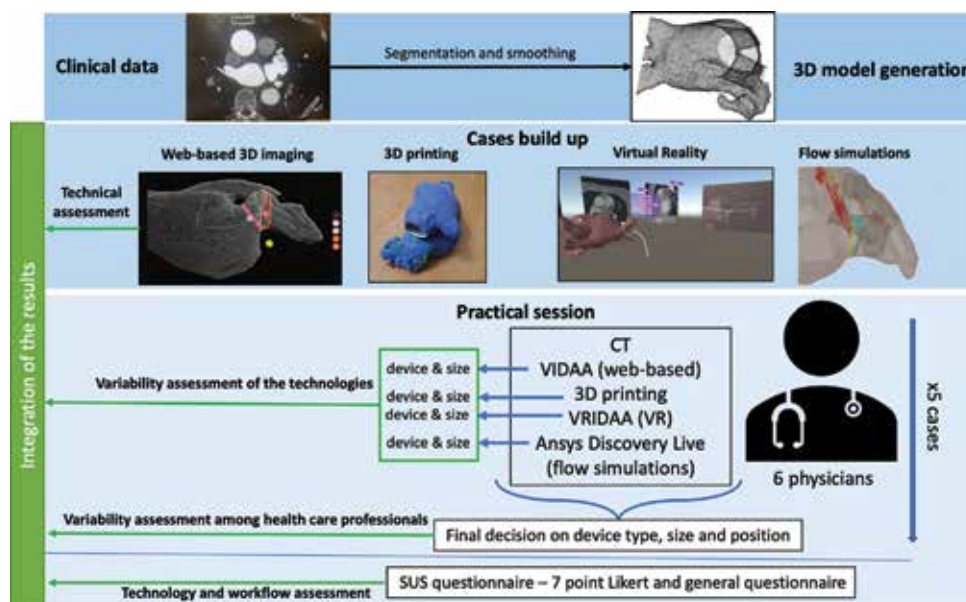 Clinical data
Segmentation and smoothing
3D model generation
Cases build up
Web-based 3D imaging
3D printing
Virtual Reality
Flow simulations
Technical
assessment
Integration of the results
Practical session
CT
VIDAA (web-based)
3D printing
VRIDAA (VR)
Ansys Discovery Live
(flow simulations)
device & size
device & size
device & size
device & size
Variability assessment of the technologies
6 physicians
x5 cases
Variability assessment among health care professionals
Final decision on device type, size and position
SUS questionnaire – 7 point Likert and general questionnaire
Technology and workflow assessment